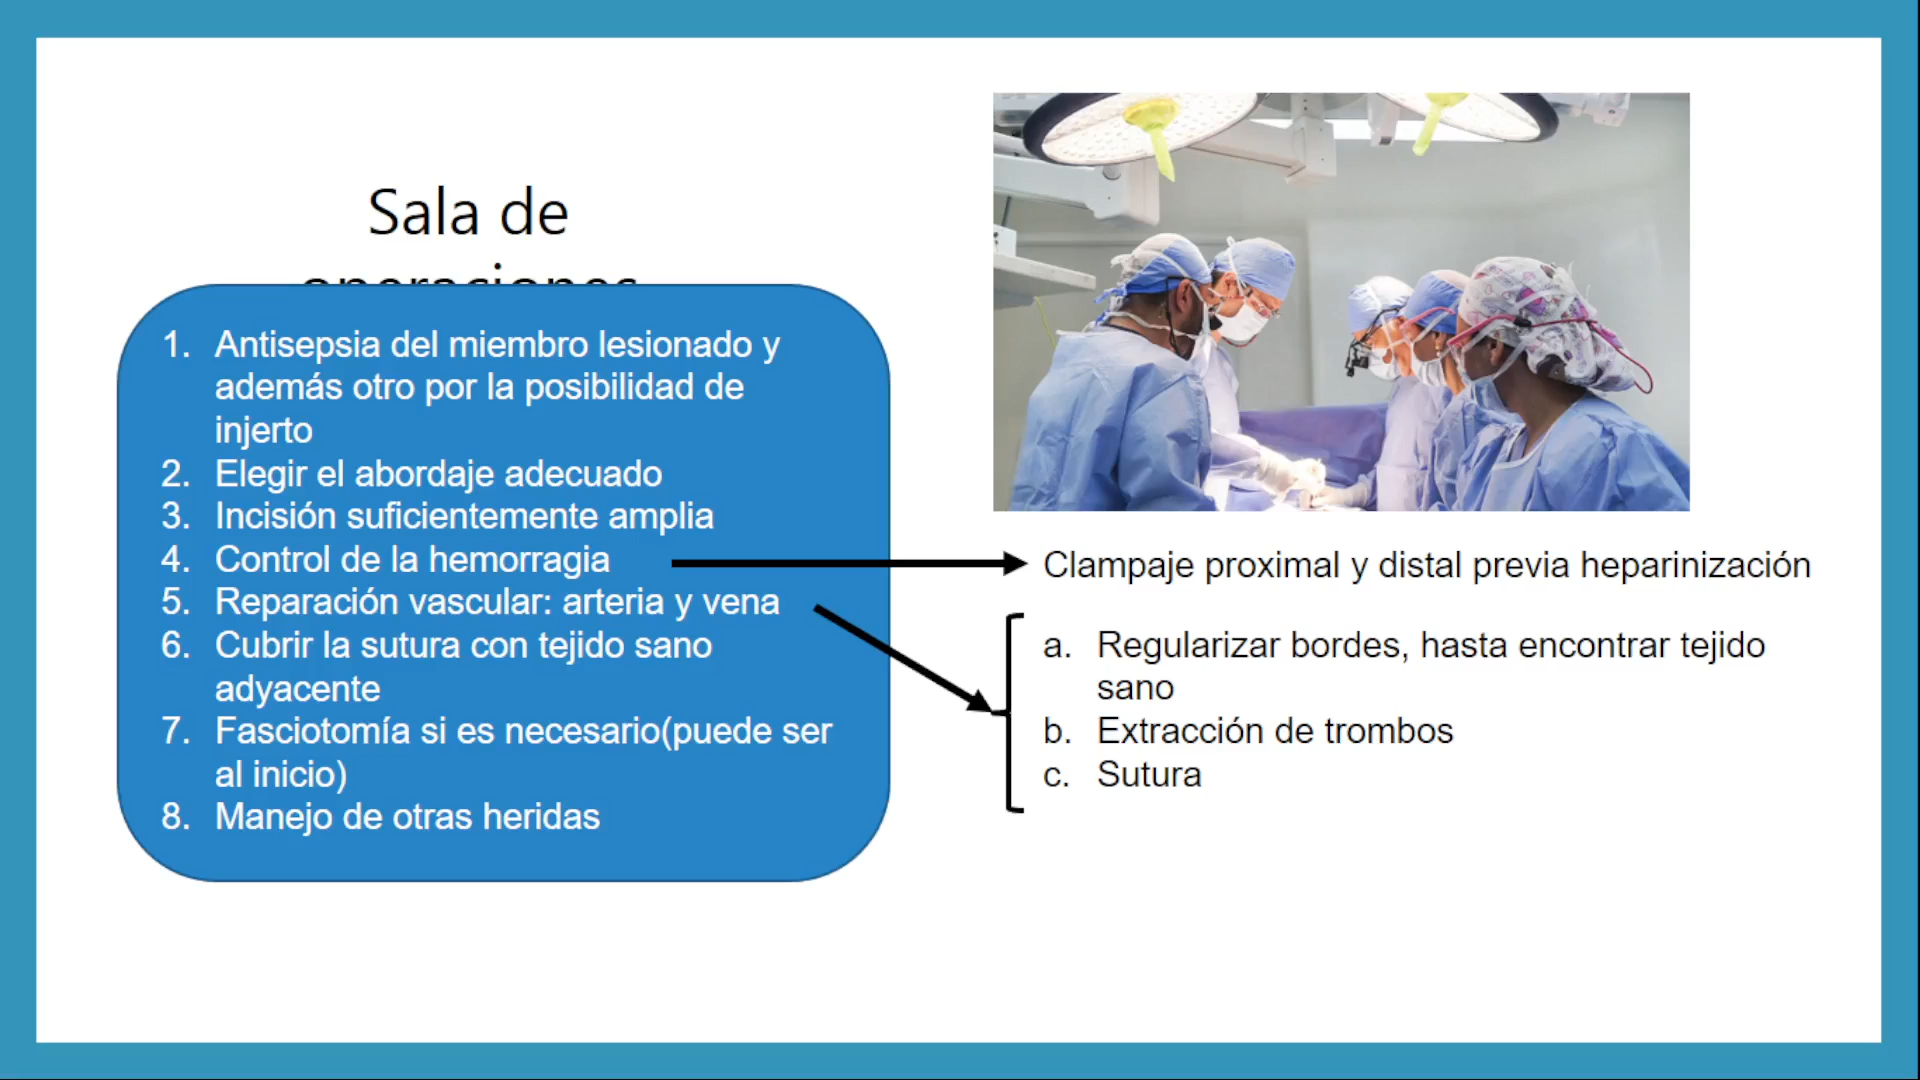 Sala de
operaciones
1. Antisepsia del miembro lesionado y
además otro por la posibilidad de
injerto
2. Elegir el abordaje adecuado
3. Incisión suficientemente amplia
4. Control de la hemorragia
5. Reparación vascular: arteria y vena
6. Cubrir la sutura con tejido sano
adyacente
7. Fasciotomía si es necesario(puede ser
al inicio)
8. Manejo de otras heridas
Clampaje proximal y distal previa heparinización
a. Regularizar bordes, hasta encontrar tejido
sano
b. Extracción de trombos
c. Sutura